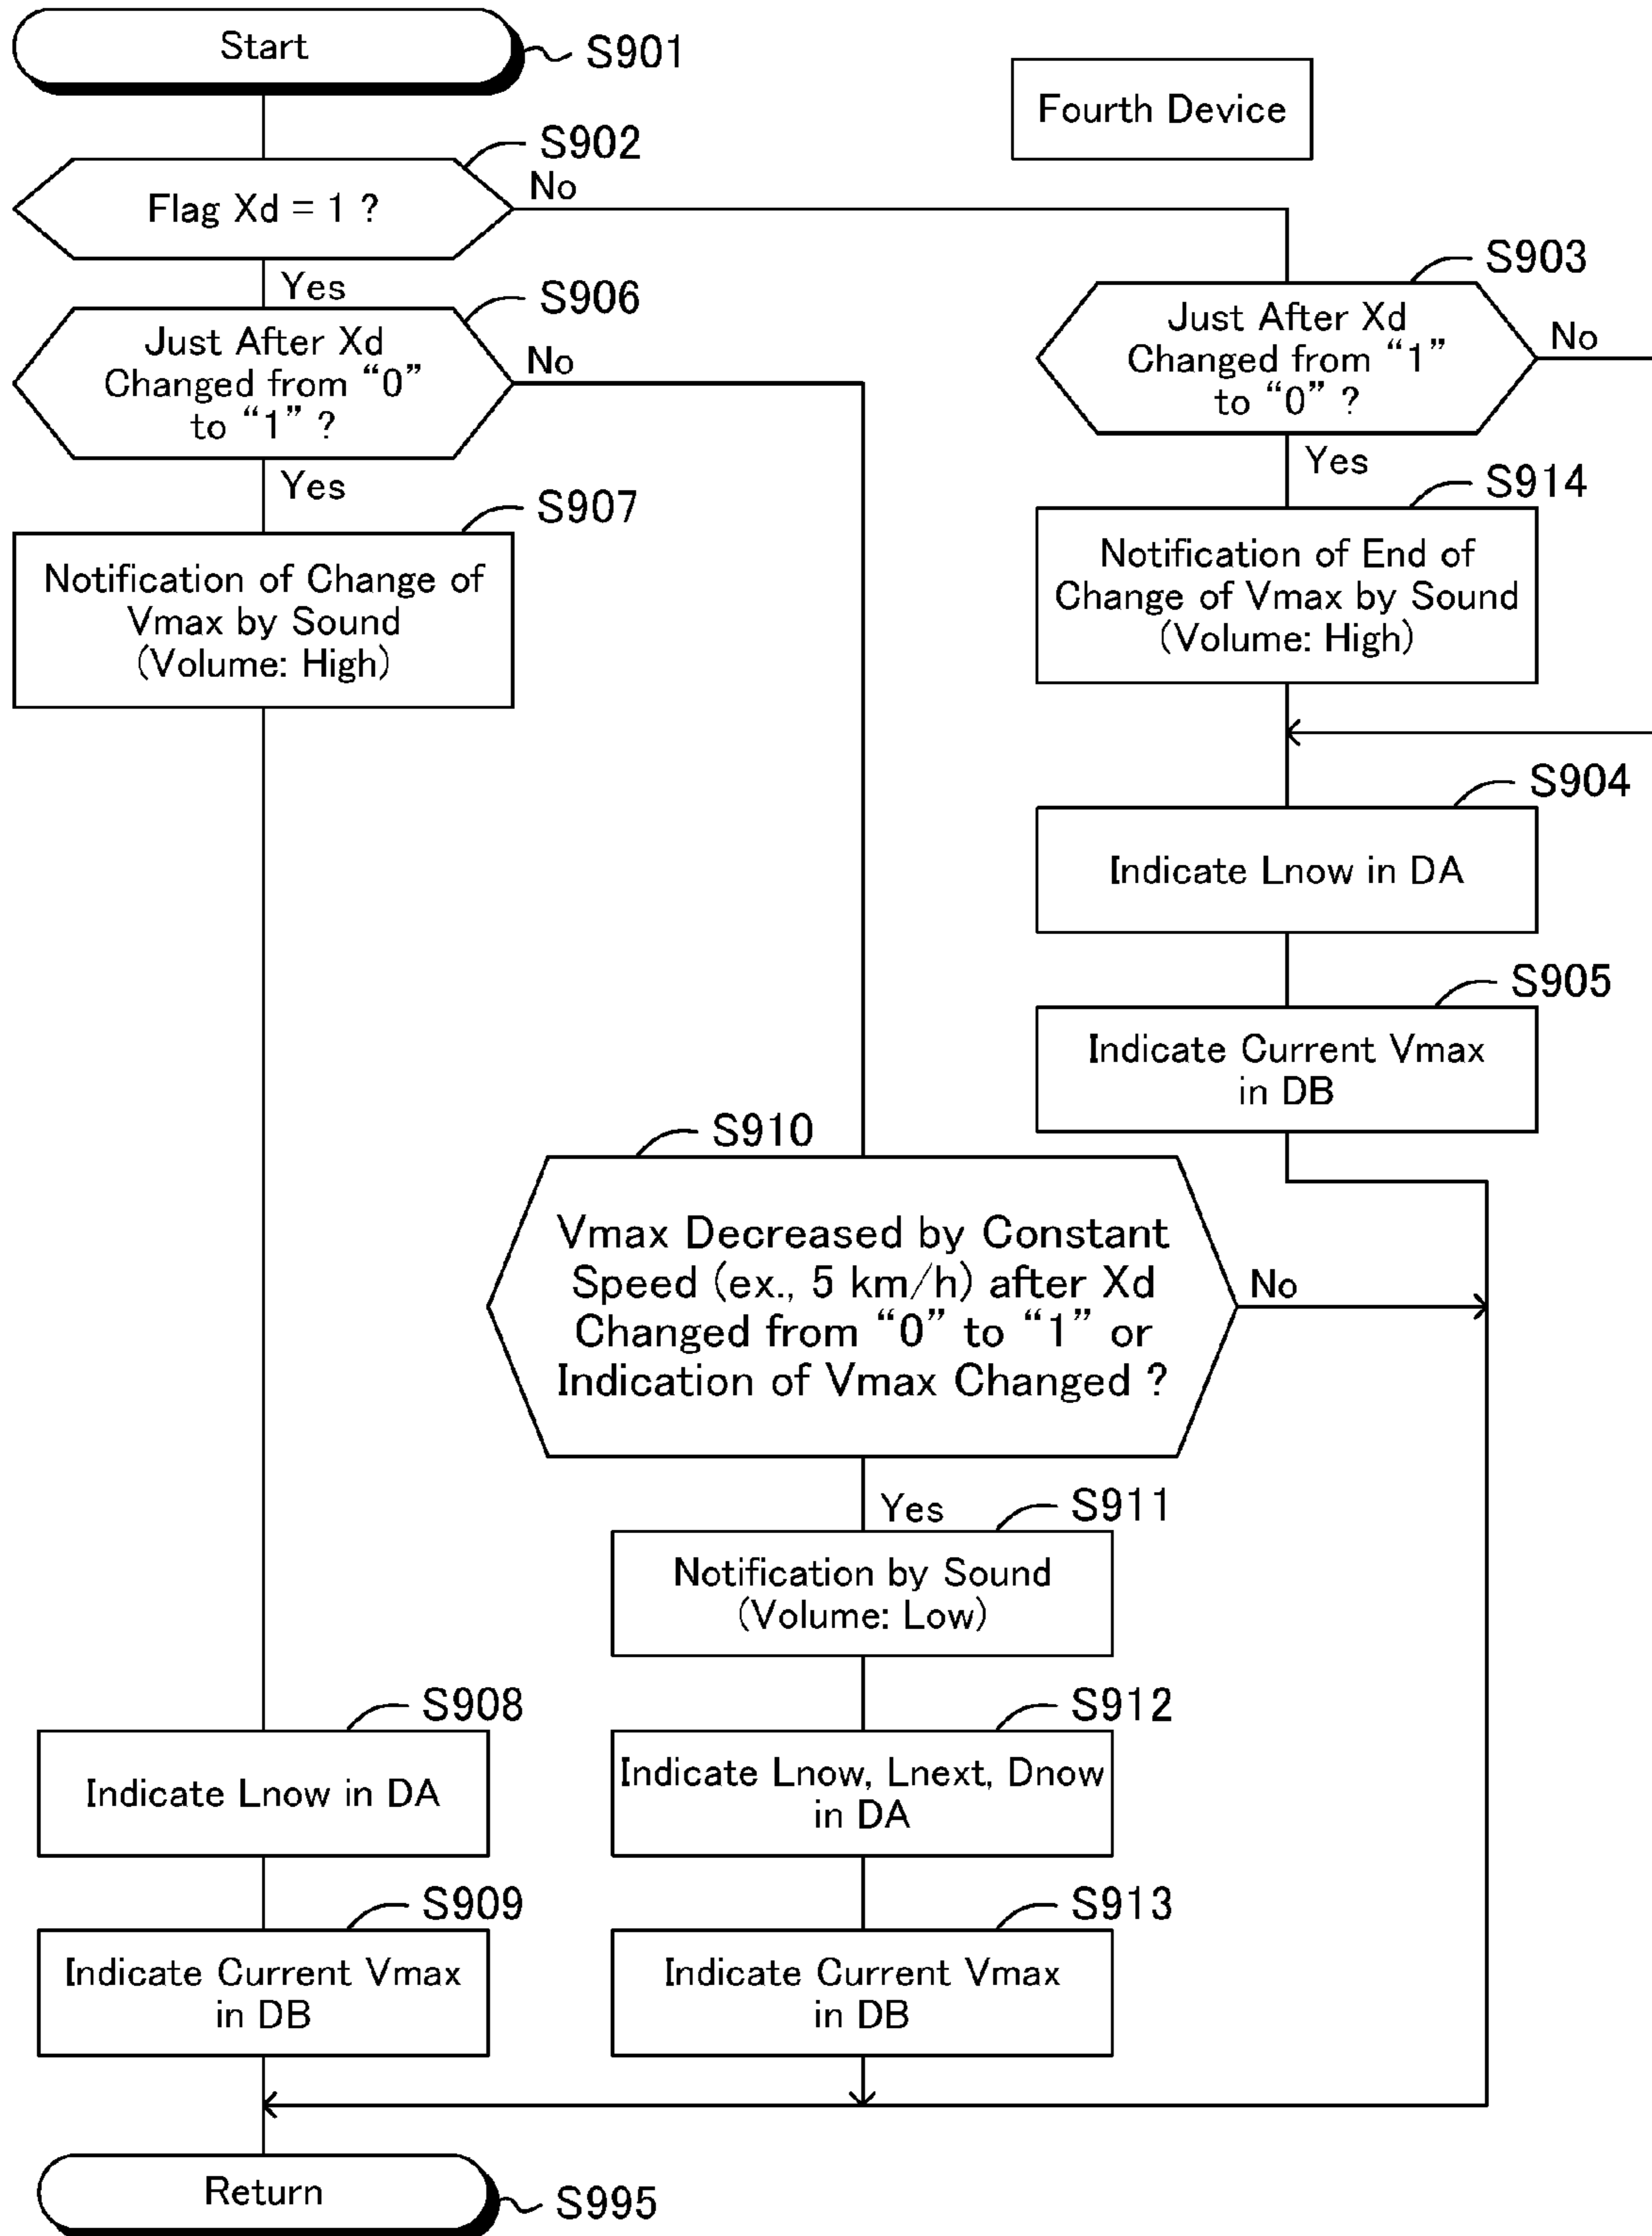 Start
S901
Fourth Device
S902
Flag Xd = 1 ?
No
Yes
S903
Just After Xd
Changed from “1”
to “0” ?
No
Yes
S906
Just After Xd
Changed from “0”
to “1” ?
No
Yes
S914
Notification of End of
Change of Vmax by Sound
(Volume: High)
S907
Notification of Change of
Vmax by Sound
(Volume: High)
S904
Indicate Lnow in DA
S905
Indicate Current Vmax
in DB
S910
Vmax Decreased by Constant
Speed (ex., 5 km/h) after Xd
Changed from “0” to “1” or
Indication of Vmax Changed ?
No
Yes
S911
Notification by Sound
(Volume: Low)
S908
Indicate Lnow in DA
S912
Indicate Lnow, Lnext, Dnow
in DA
S909
Indicate Current Vmax
in DB
S913
Indicate Current Vmax
in DB
Return
S995